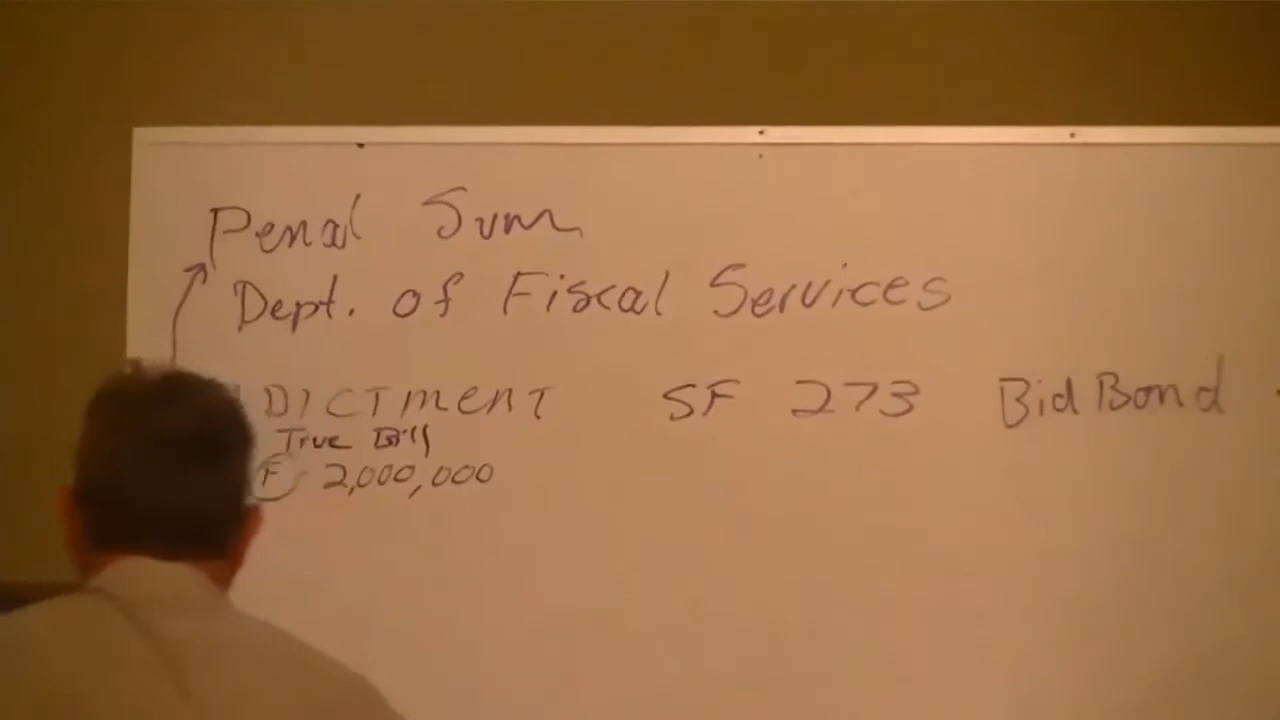 Penal Sum
Dept. of Fiscal Services
DICTMENT SF 273 Bid Bond
True Bill
F 2,000,000